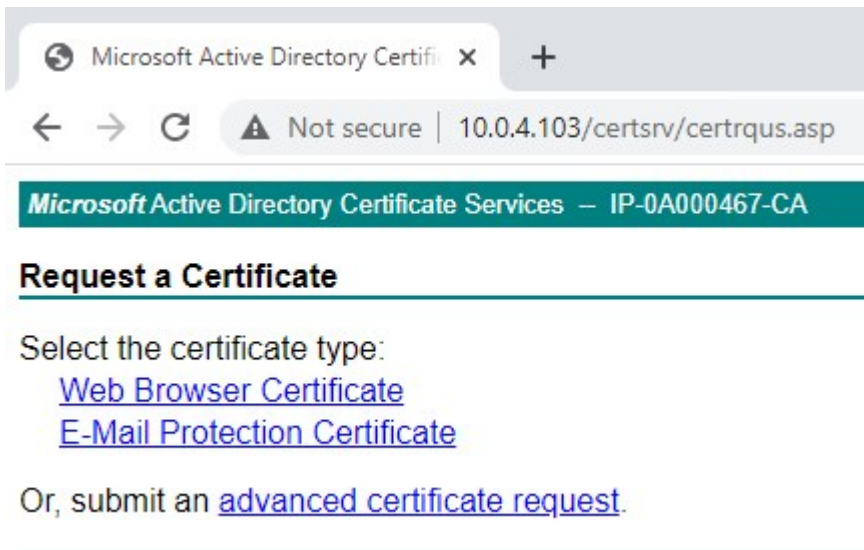 Microsoft Active Directory Certifi
Not secure | 10.0.4.103/certsrv/certrqus.asp
Microsoft Active Directory Certificate Services – IP-0A000467-CA
Request a Certificate
Select the certificate type:
Web Browser Certificate
E-Mail Protection Certificate
Or, submit an advanced certificate request.